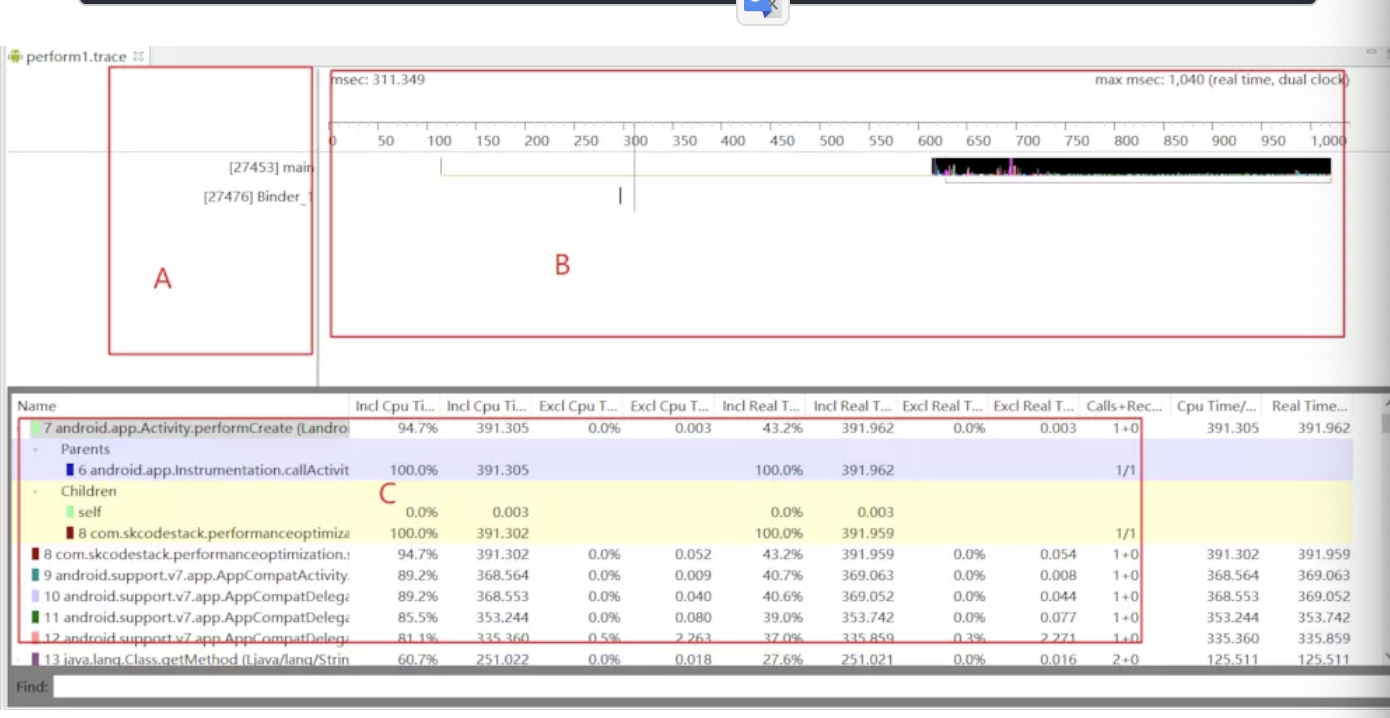 perform1.trace
msec: 311.349 max msec: 1,040 (real time, dual clock)
0 50 100 150 200 250 300 350 400 450 500 550 600 650 700 750 800 850 900 950 1,000
[27453] main
[27476] Binder_1
A
B
Name Incl Cpu Ti... Incl Cpu Ti... Excl Cpu T... Excl Cpu T... Incl Real T... Incl Real T... Excl Real T... Excl Real T... Calls+Rec... Cpu Time/... Real Time...
7 android.app.Activity.performCreate (Landro 94.7% 391.305 0.0% 0.003 43.2% 391.962 0.0% 0.003 1+0 391.305 391.962
Parents
6 android.app.Instrumentation.callActivit 100.0% 391.305 100.0% 391.962 1/1
Children
C
self 0.0% 0.003 0.0% 0.003
8 com.skcodestack.performanceoptimiza 100.0% 391.302 100.0% 391.959 1/1
8 com.skcodestack.performanceoptimization.: 94.7% 391.302 0.0% 0.052 43.2% 391.959 0.0% 0.054 1+0 391.302 391.959
9 android.support.v7.app.AppCompatActivity. 89.2% 368.564 0.0% 0.009 40.7% 369.063 0.0% 0.008 1+0 368.564 369.063
10 android.support.v7.app.AppCompatDelega 89.2% 368.553 0.0% 0.040 40.6% 369.052 0.0% 0.044 1+0 368.553 369.052
11 android.support.v7.app.AppCompatDelega 85.5% 353.244 0.0% 0.080 39.0% 353.742 0.0% 0.077 1+0 353.244 353.742
12 android.support.v7.app.AppCompatDelega 81.1% 335.360 0.5% 2.263 37.0% 335.859 0.3% 2.271 1+0 335.360 335.859
13 java.lang.Class.getMethod (Ljava/lang/Strin 60.7% 251.022 0.0% 0.018 27.6% 251.021 0.0% 0.016 2+0 125.511 125.511
Find: